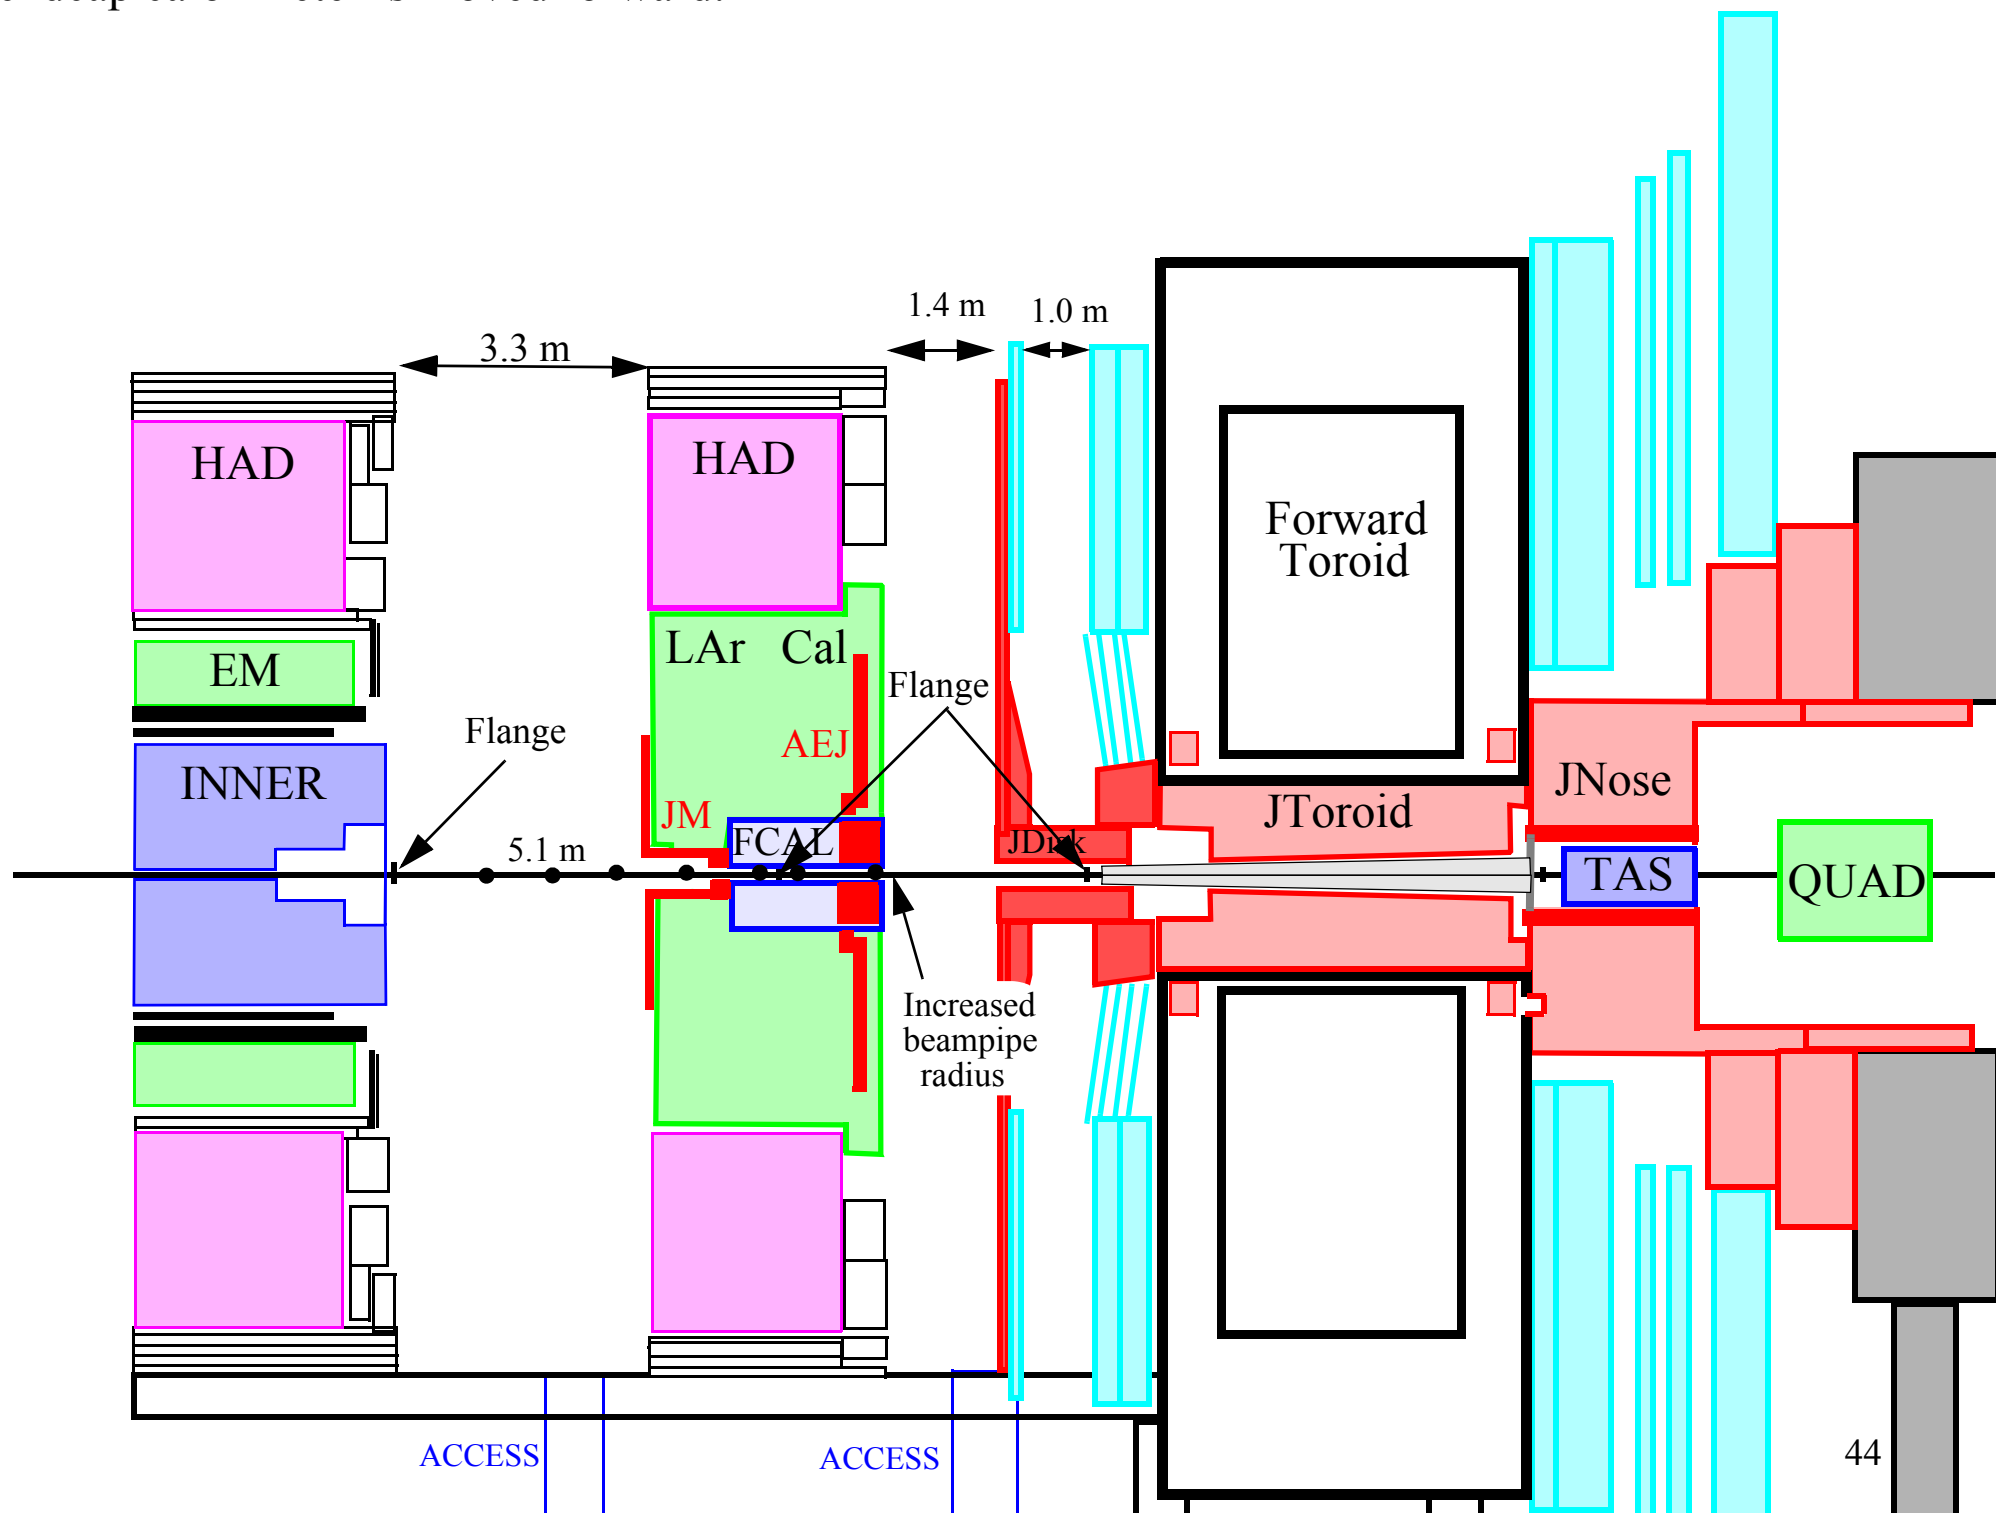 1.4 m
1.0 m
3.3 m
HAD
HAD
Forward
Toroid
LAr Cal
EM
Flange
Flange
AEJ
INNER
JNose
JM
JToroid
FCAL
5.1 m
TAS
QUAD
Increased
beampipe
radius
ACCESS
ACCESS
44